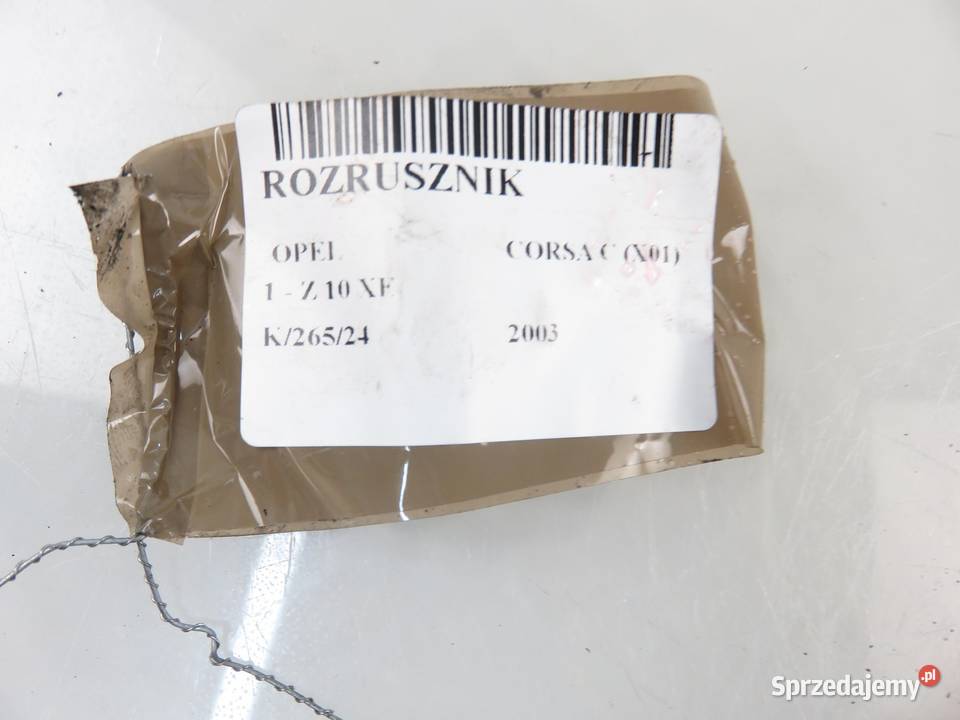 ROZRUSZNIK
OPEL CORSA C (X01)
1 - Z 10 XE
K/265/24 2003
Sprzedajemy.pl